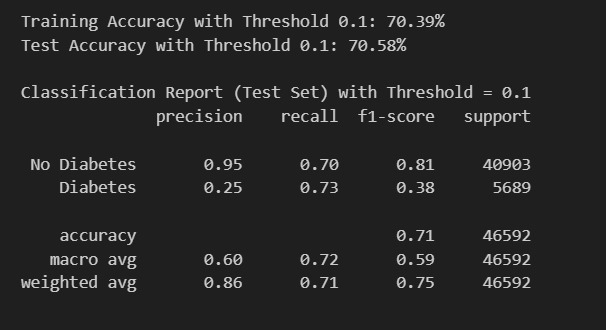 Training Accuracy with Threshold 0.1: 70.39%
Test Accuracy with Threshold 0.1: 70.58%
Classification Report (Test Set) with Threshold = 0.1
precision recall f1-score support
No Diabetes 0.95 0.70 0.81 40903
Diabetes 0.25 0.73 0.38 5689
accuracy 0.71 46592
macro avg 0.60 0.72 0.59 46592
weighted avg 0.86 0.71 0.75 46592